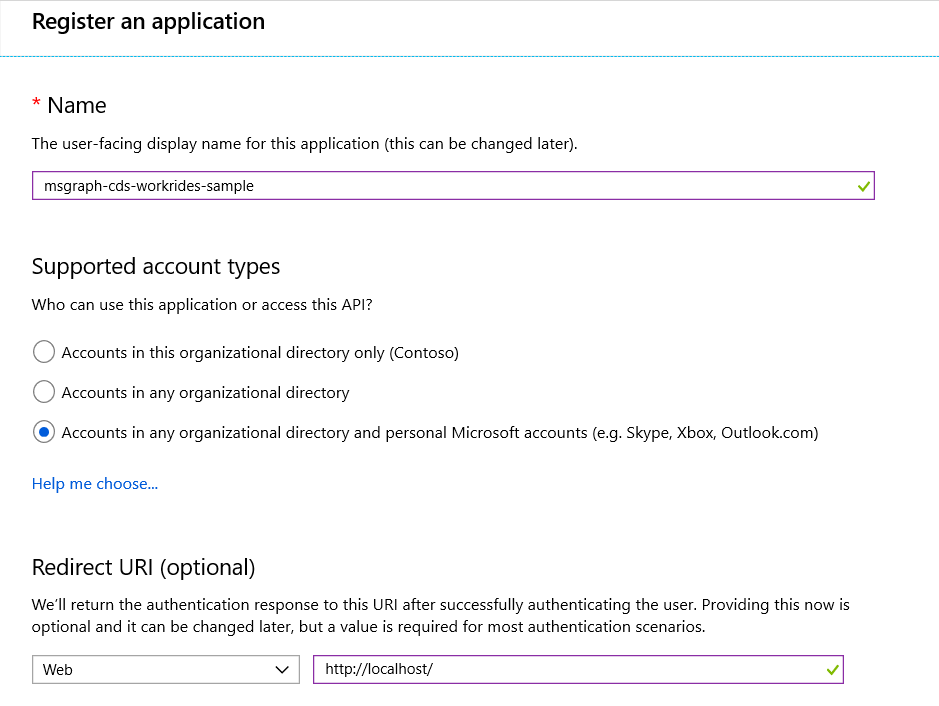 Register an application
* Name
The user-facing display name for this application (this can be changed later).
msgraph-cds-workrides-sample
Supported account types
Who can use this application or access this API?
Accounts in this organizational directory only (Contoso)
Accounts in any organizational directory
Accounts in any organizational directory and personal Microsoft accounts (e.g. Skype, Xbox, Outlook.com)
Help me choose...
Redirect URI (optional)
We'll return the authentication response to this URI after successfully authenticating the user. Providing this now is
optional and it can be changed later, but a value is required for most authentication scenarios.
Web http://localhost/